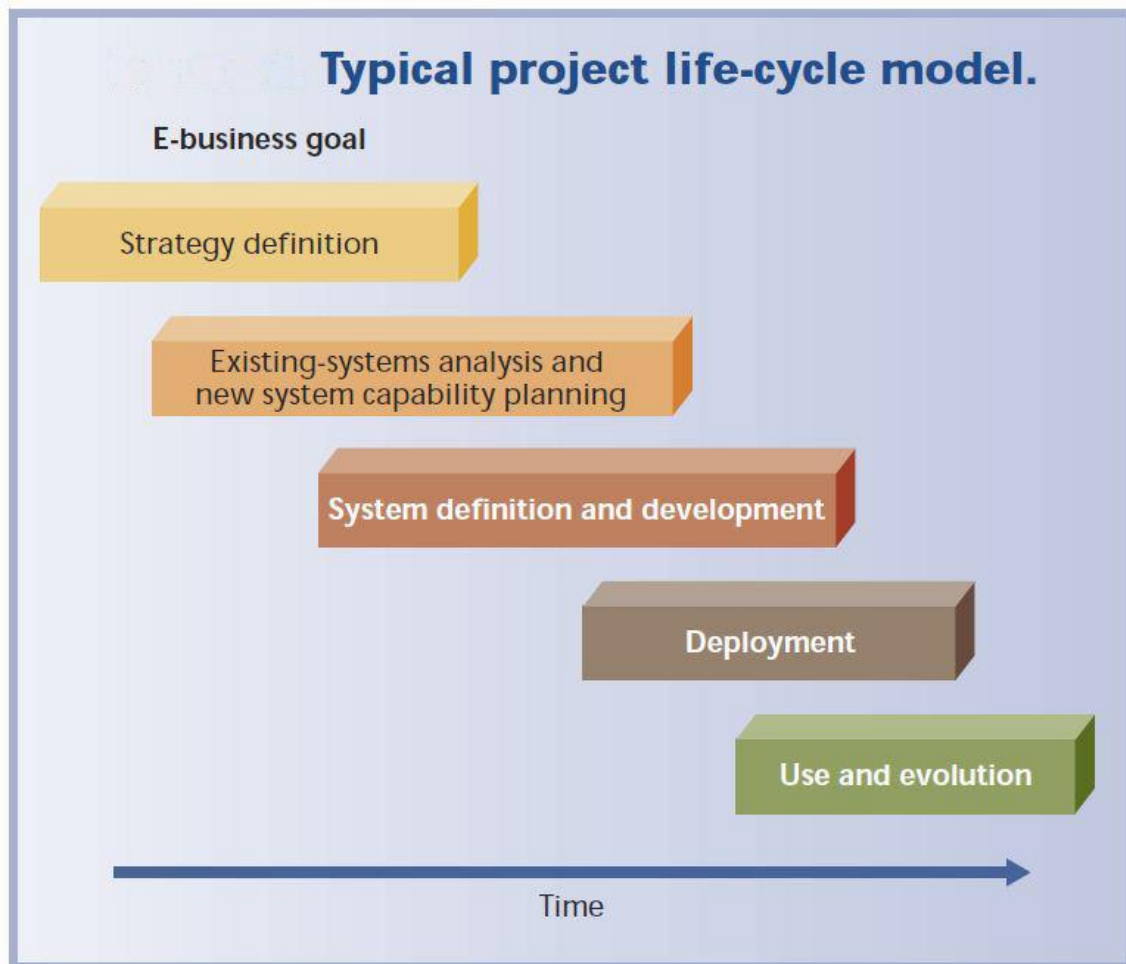 Typical project life-cycle model.
E-business goal
Strategy definition
Existing-systems analysis and
new system capability planning
System definition and development
Deployment
Use and evolution
Time